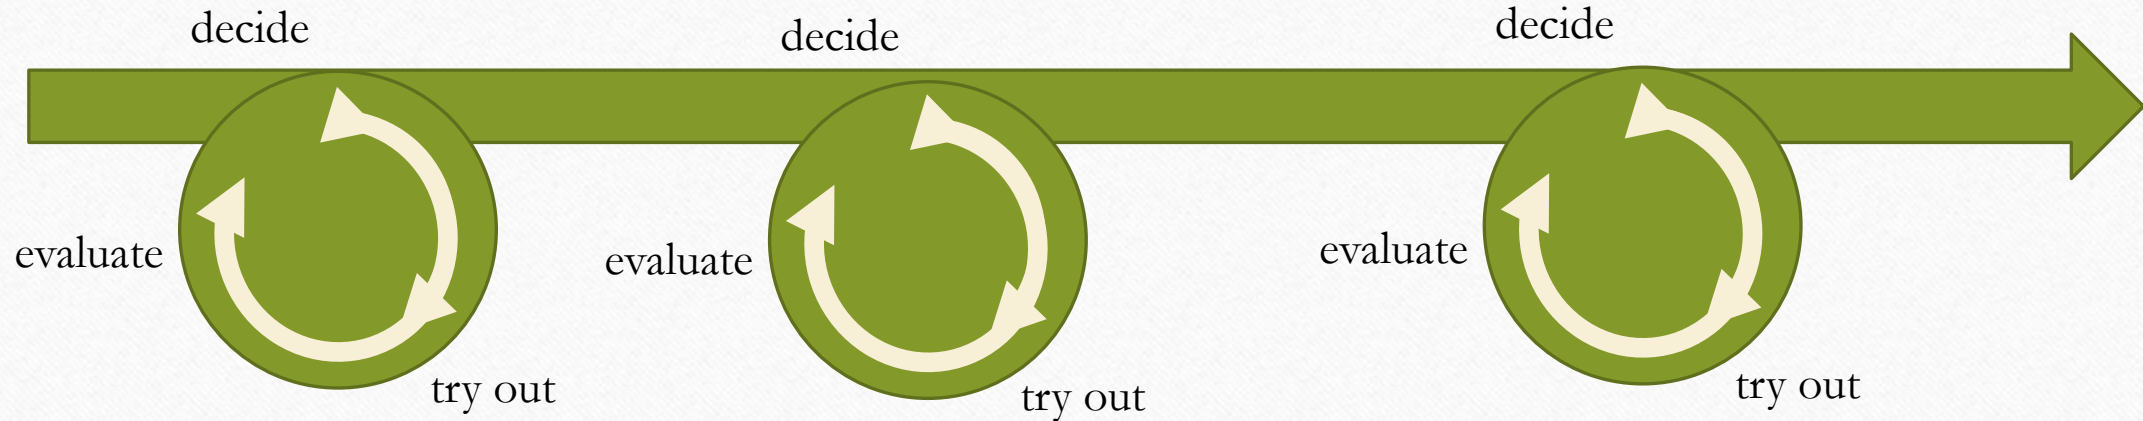 decide
decide
decide
evaluate
evaluate
evaluate
try out
try out
try out